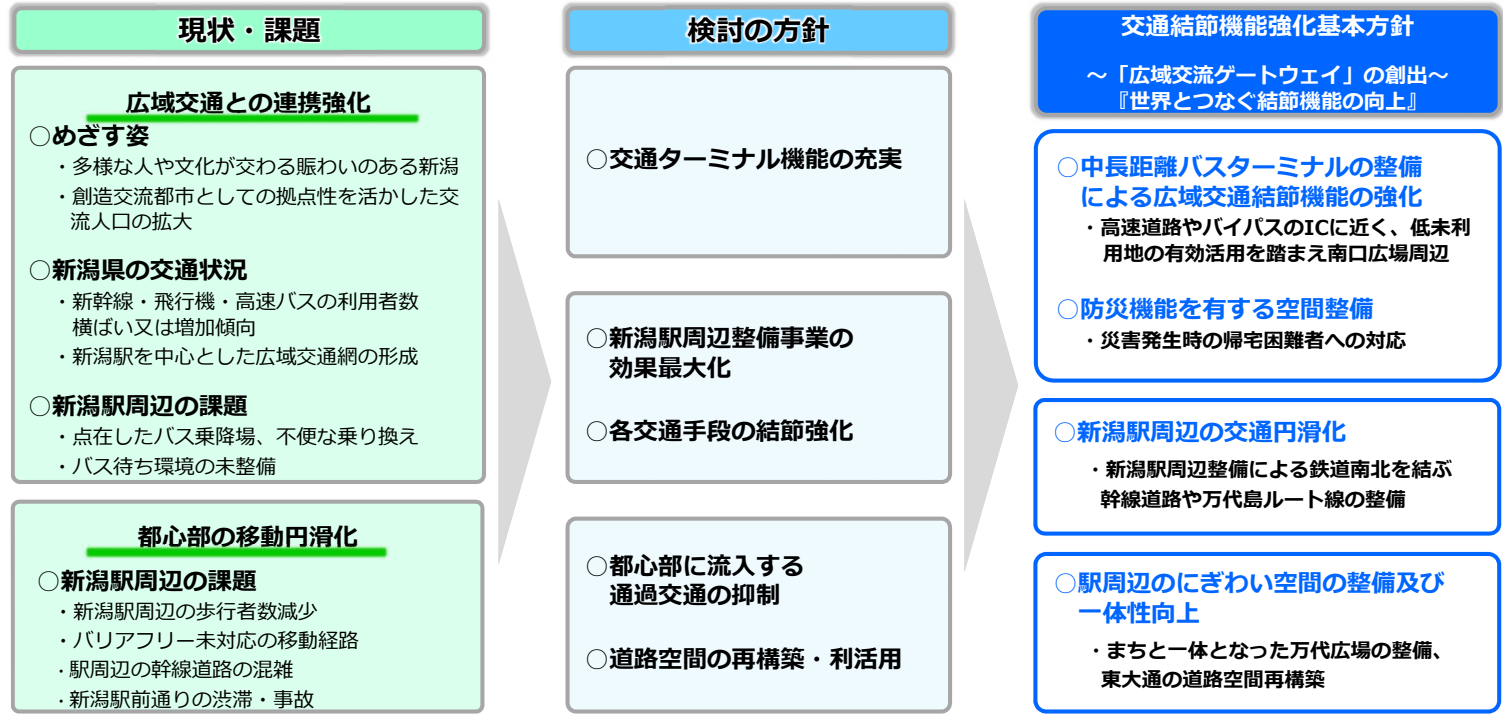 現状・課題
広域交通との連携強化
○めざす姿
・多様な人や文化が交わる賑わいのある新潟
・創造交流都市としての拠点性を活かした交
流人口の拡大
○新潟県の交通状況
・新幹線・飛行機・高速バスの利用者数
横ばい又は増加傾向
・新潟駅を中心とした広域交通網の形成
○新潟駅周辺の課題
・点在したバス乗降場、不便な乗り換え
・バス待ち環境の未整備
都心部の移動円滑化
○新潟駅周辺の課題
・新潟駅周辺の歩行者数減少
・バリアフリー未対応の移動経路
・駅周辺の幹線道路の混雑
・新潟駅前通りの渋滞・事故
検討の方針
○交通ターミナル機能の充実
○新潟駅周辺整備事業の
効果最大化
○各交通手段の結節強化
○都心部に流入する
通過交通の抑制
○道路空間の再構築・利活用
交通結節機能強化基本方針
～「広域交流ゲートウェイ」の創出～
『世界とつなぐ結節機能の向上』
○中長距離バスターミナルの整備
による広域交通結節機能の強化
・高速道路やバイパスのICに近く、低未利
用地の有効活用を踏まえ南口広場周辺
○防災機能を有する空間整備
・災害発生時の帰宅困難者への対応
○新潟駅周辺の交通円滑化
・新潟駅周辺整備による鉄道南北を結ぶ
幹線道路や万代島ルート線の整備
○駅周辺のにぎわい空間の整備及び
一体性向上
・まちと一体となった万代広場の整備、
東大通の道路空間再構築